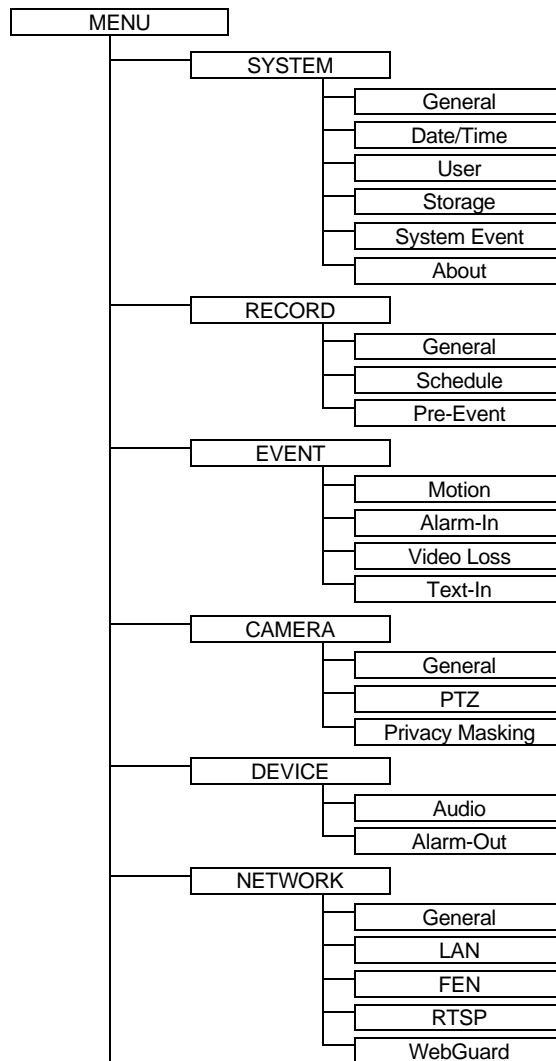 MENU
SYSTEM
General
Date/Time
User
Storage
System Event
About
RECORD
General
Schedule
Pre-Event
EVENT
Motion
Alarm-In
Video Loss
Text-In
CAMERA
General
PTZ
Privacy Masking
DEVICE
Audio
Alarm-Out
NETWORK
General
LAN
FEN
RTSP
WebGuard